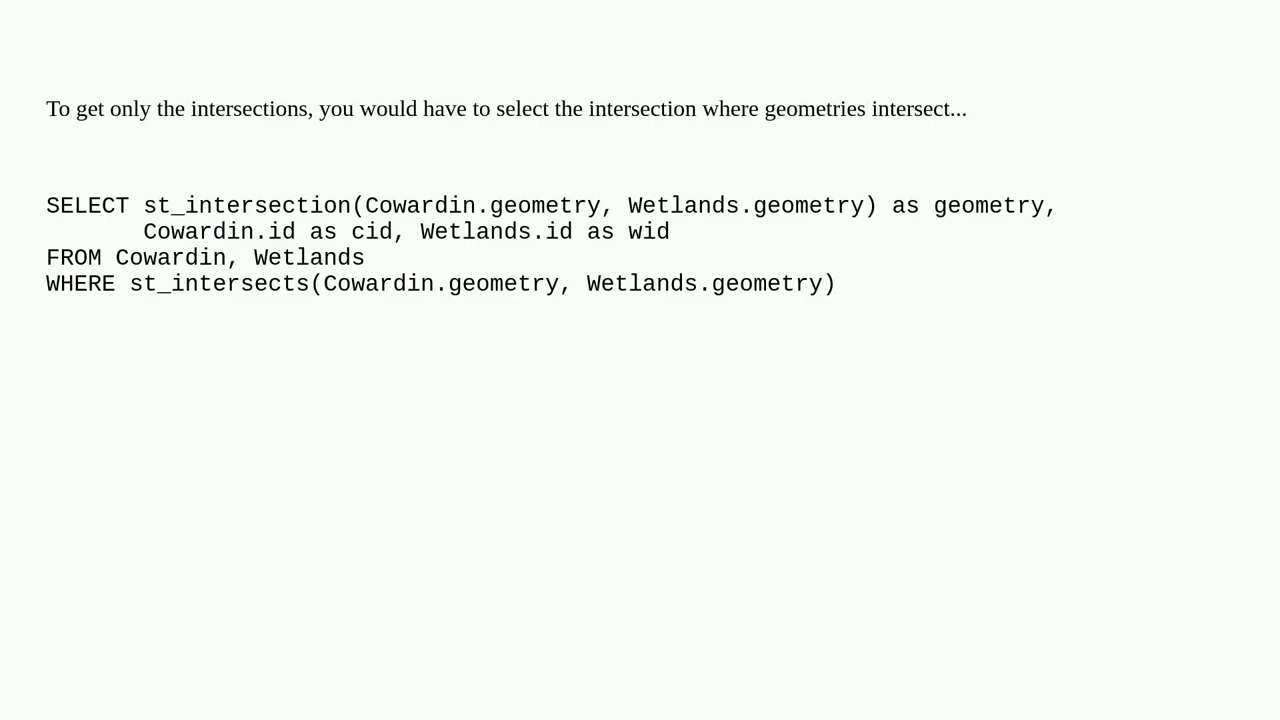 To get only the intersections, you would have to select the intersection where geometries intersect...
SELECT st_intersection(Cowardin.geometry, Wetlands.geometry) as geometry,
       Cowardin.id as cid, Wetlands.id as wid
FROM Cowardin, Wetlands
WHERE st_intersects(Cowardin.geometry, Wetlands.geometry)